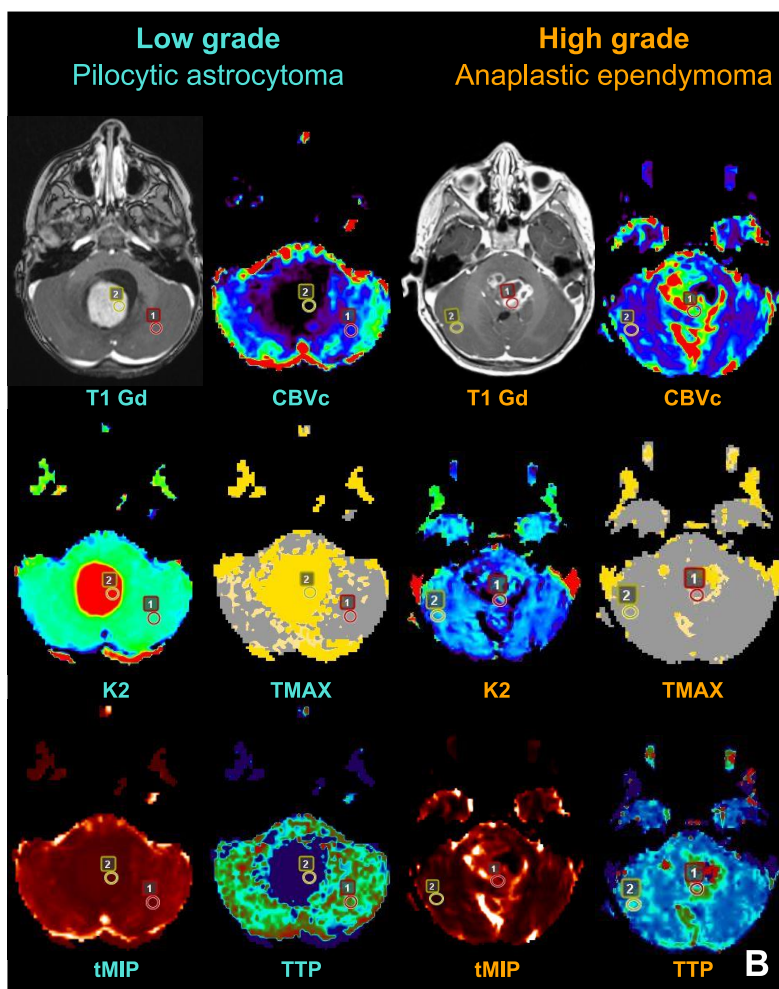 Low grade
Pilocytic astrocytoma
High grade
Anaplastic ependymoma
2
1
2
1
1
2
1
2
T1 Gd
CBVc
T1 Gd
CBVc
2
1
2
1
1
2
1
2
K2
TMAX
K2
TMAX
2
1
2
1
1
2
1
2
tMIP
TTP
tMIP
TTP
B